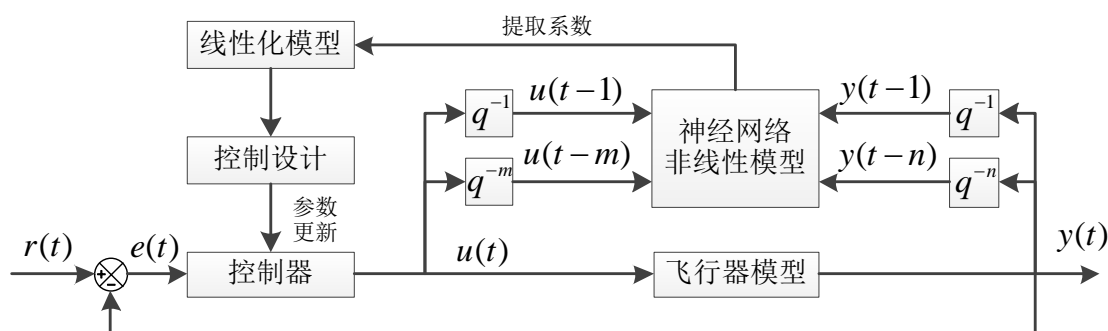 提取系数
线性化模型
q⁻¹ u(t−1)
神经网络
非线性模型
y(t−1) q⁻¹
控制设计
q⁻ᵐ u(t−m)
y(t−n) q⁻ⁿ
参数
更新
r(t) + − e(t)
控制器
u(t)
飞行器模型
y(t)